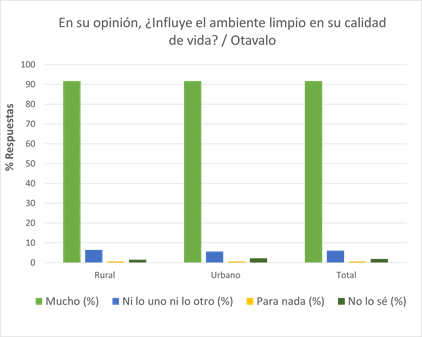 En su opinión, ¿Influye el ambiente limpio en su calidad
de vida? / Otavalo
% Respuestas
100
90
80
70
60
50
40
30
20
10
0
Rural Urbano Total
Mucho (%) Ni lo uno ni lo otro (%) Para nada (%) No lo sé (%)